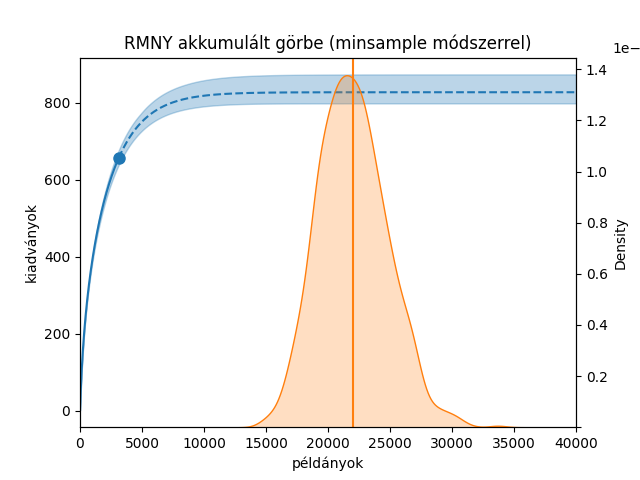 RMNY akkumulált görbe (minsample módszerrel)
1e−
800
600
400
200
0
kiadványok
1.4
1.2
1.0
0.8
0.6
0.4
0.2
Density
0 5000 10000 15000 20000 25000 30000 35000 40000
példányok